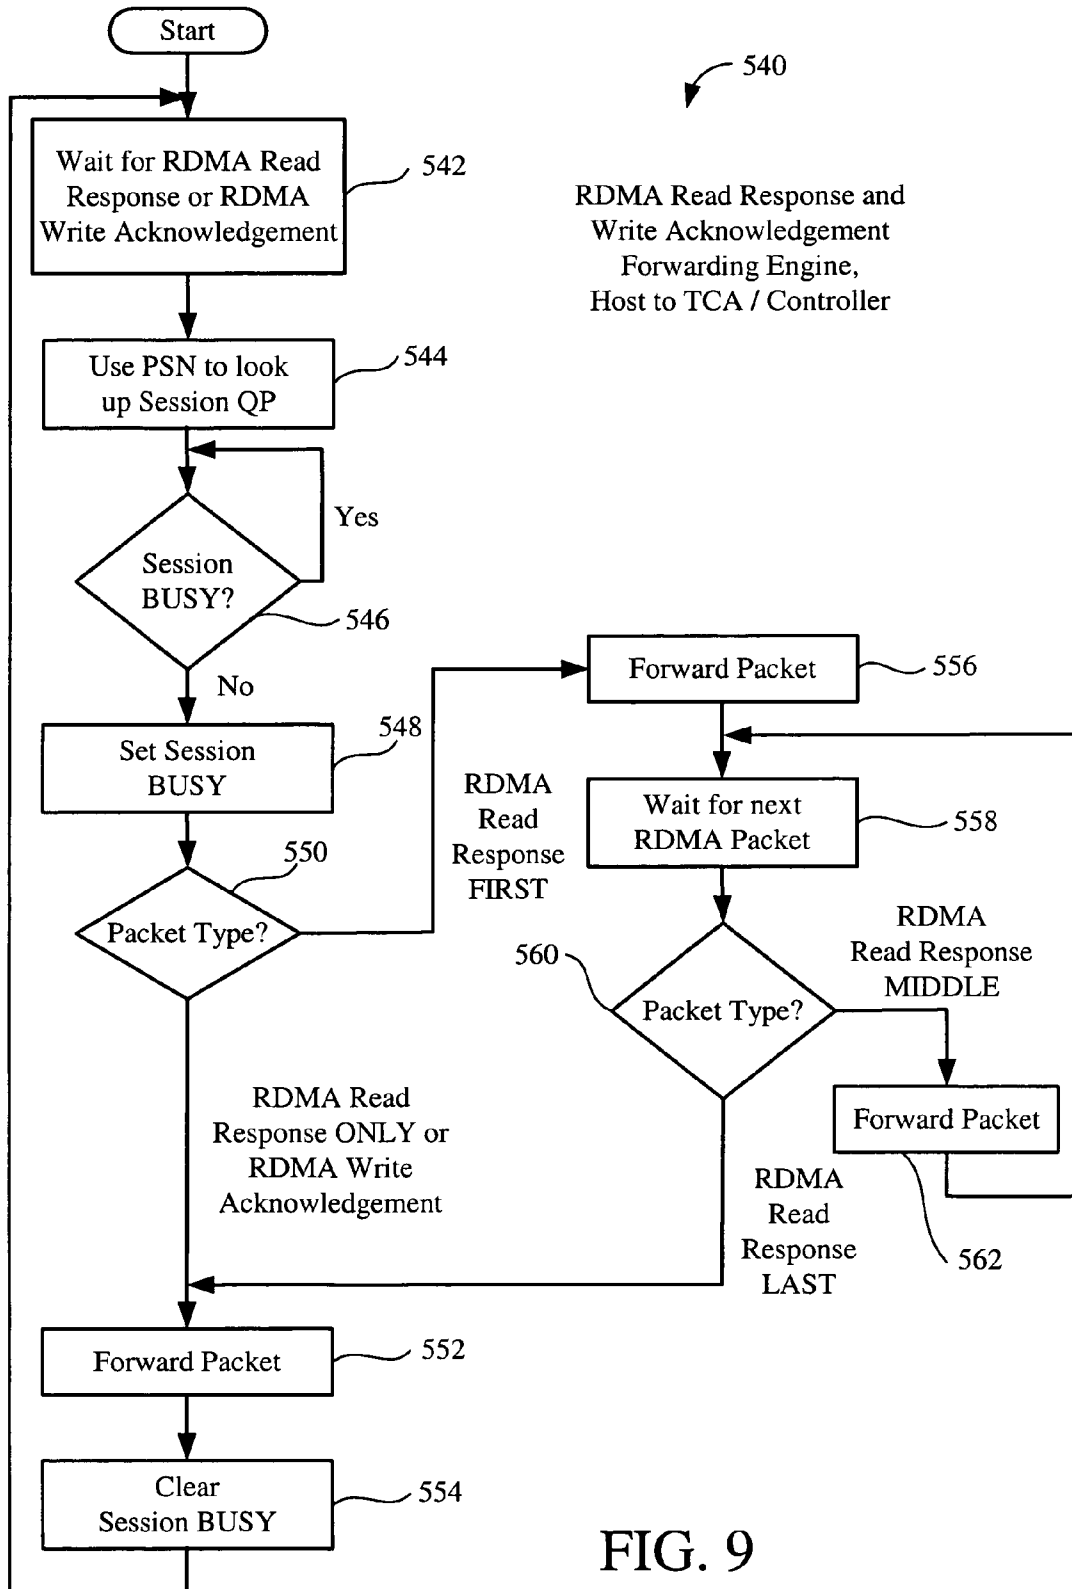 Start
540
Wait for RDMA Read
Response or RDMA
Write Acknowledgement
542
RDMA Read Response and
Write Acknowledgement
Forwarding Engine,
Host to TCA / Controller
Use PSN to look
up Session QP
544
Yes
Session
BUSY?
546
No
Set Session
BUSY
548
Forward Packet
556
RDMA
Read
Response
FIRST
Wait for next
RDMA Packet
558
550
Packet Type?
560
Packet Type?
RDMA
Read Response
MIDDLE
Forward Packet
562
RDMA Read
Response ONLY or
RDMA Write
Acknowledgement
RDMA
Read
Response
LAST
Forward Packet
552
Clear
Session BUSY
554
FIG. 9